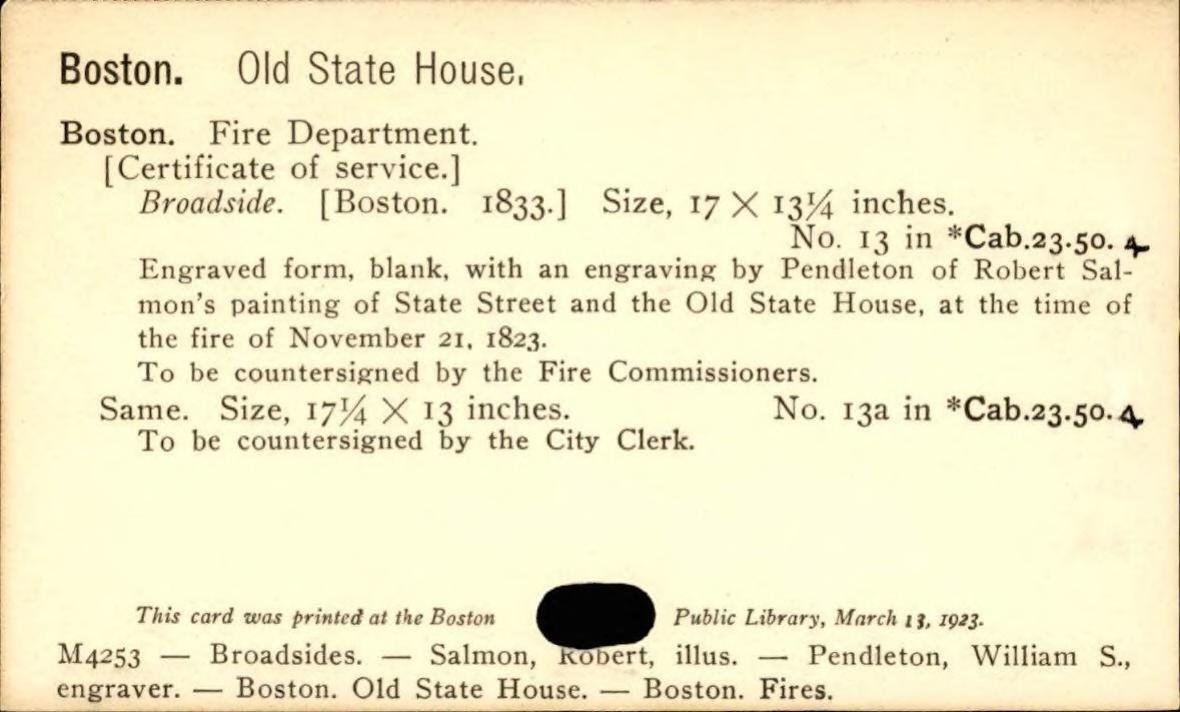 Boston. Old State House.
Boston. Fire Department.
[Certificate of service.]
Broadside. [Boston. 1833.] Size, 17 X 13¼ inches.
No. 13 in *Cab.23.50.4
Engraved form, blank, with an engraving by Pendleton of Robert Sal-
mon's painting of State Street and the Old State House, at the time of
the fire of November 21, 1823.
To be countersigned by the Fire Commissioners.
Same. Size, 17¼ X 13 inches. No. 13a in *Cab.23.50.4
To be countersigned by the City Clerk.
This card was printed at the Boston Public Library, March 13, 1923.
M4253 — Broadsides. — Salmon, Robert, illus. — Pendleton, William S.,
engraver. — Boston. Old State House. — Boston. Fires.